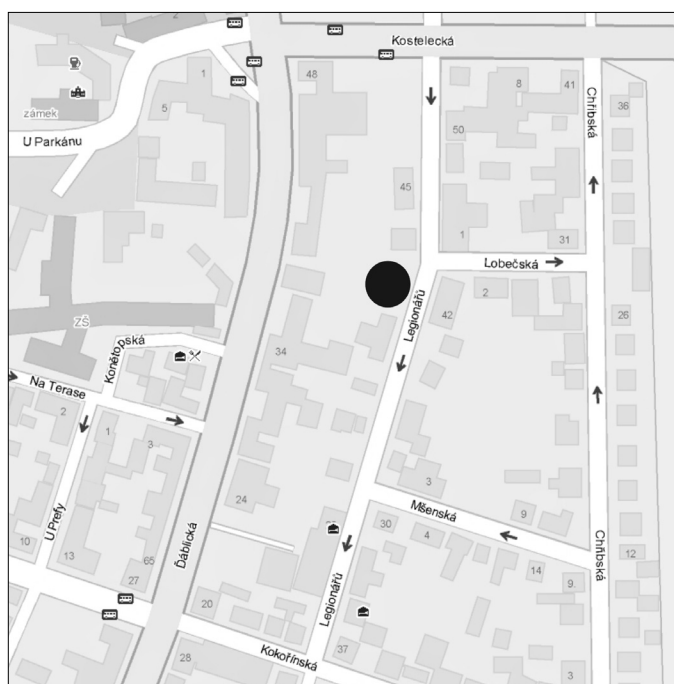 2
Kostelecká
1
48
8
41
zámek
5
50
Chřibská
36
U Parkánu
45
1
31
Lobečská
2
Legionářů
42
26
ZŠ
Konětopská
34
Na Terase
2
1
3
3
24
Mšenská
9
U Prefy
30
4
10
13
65
27
Ďáblická
14
9
12
Chřibská
20
Legionářů
37
Kokořínská
28
3